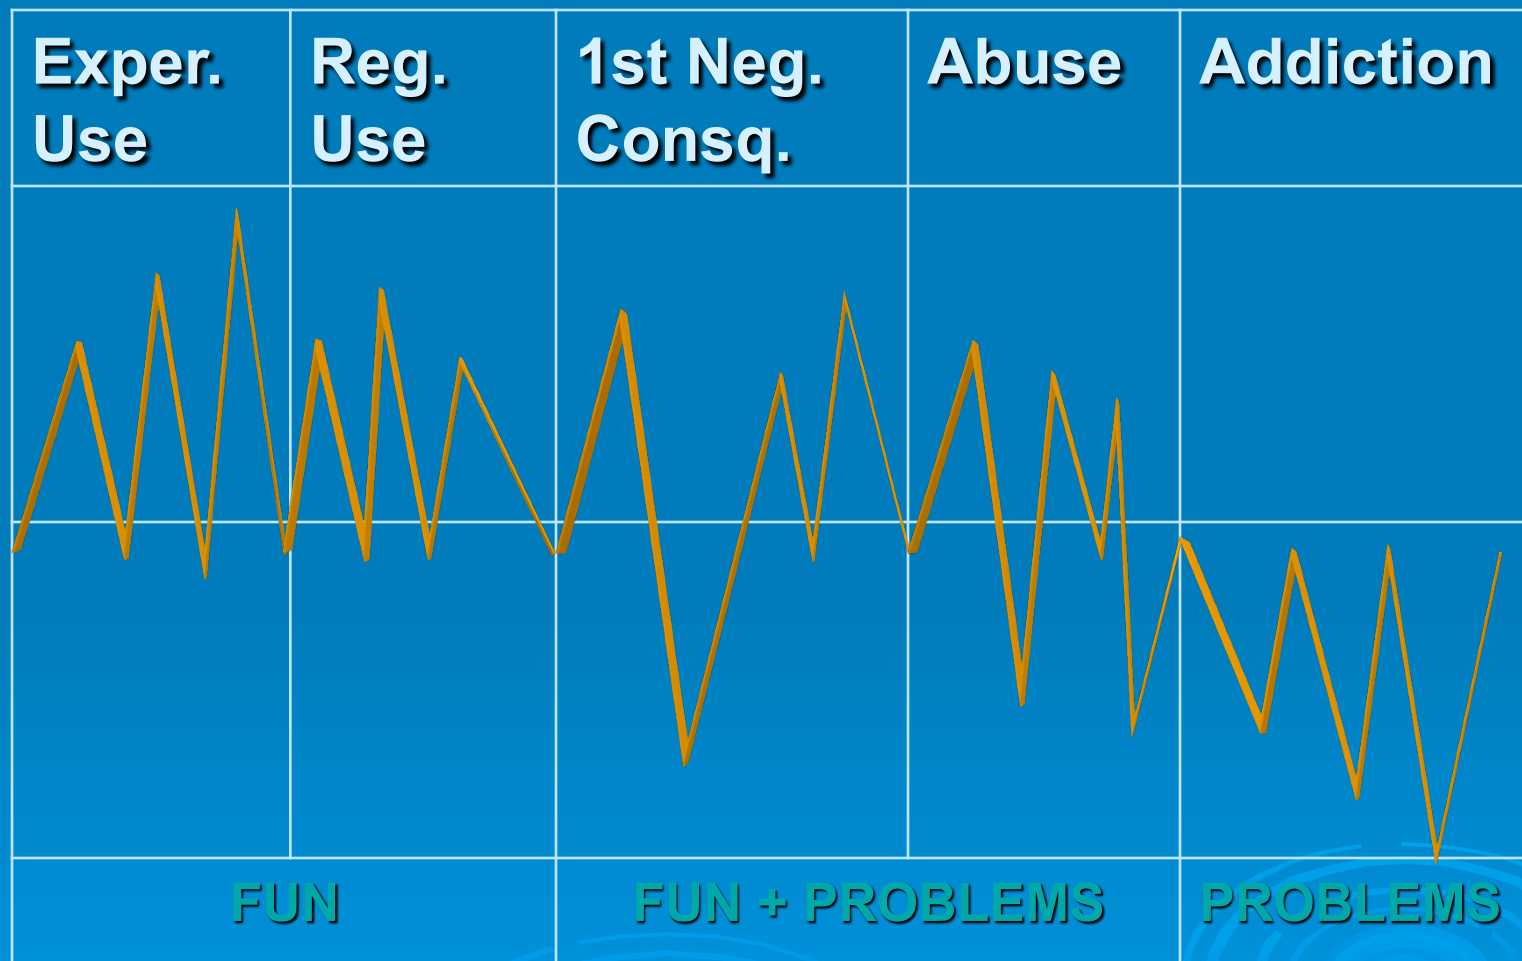 Exper.
Use
Reg.
Use
1st Neg.
Consq.
Abuse
Addiction
FUN
FUN + PROBLEMS
PROBLEMS